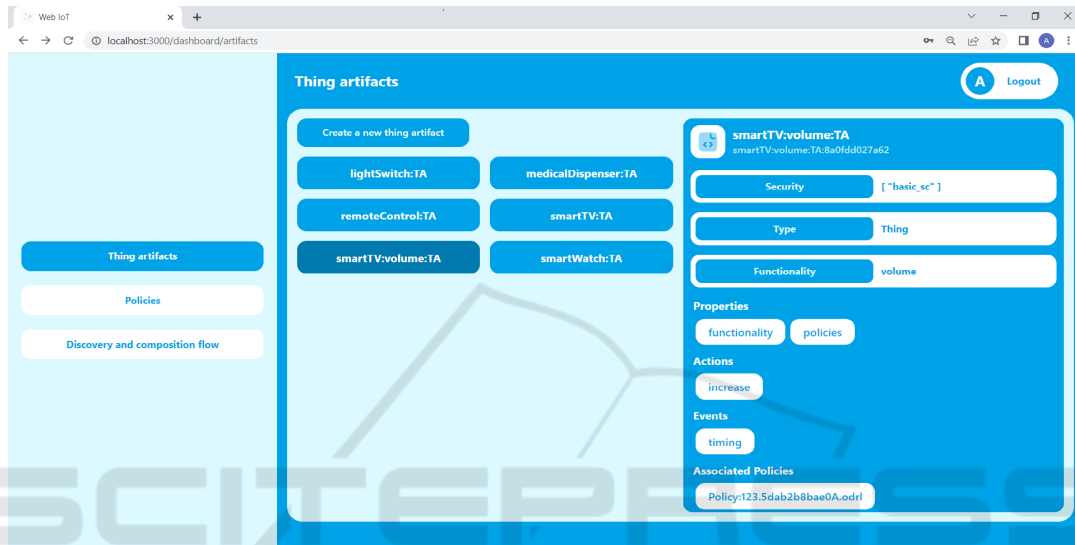 Web IoT
localhost:3000/dashboard/artifacts
A
Thing artifacts
A Logout
Create a new thing artifact
lightSwitch:TA
medicalDispenser:TA
remoteControl:TA
smartTV:TA
smartTV:volume:TA
smartWatch:TA
Thing artifacts
Policies
Discovery and composition flow
smartTV:volume:TA
smartTV:volume:TA:8a0fdd027a62
Security [ "basic_sc" ]
Type Thing
Functionality volume
Properties
functionality policies
Actions
increase
Events
timing
Associated Policies
Policy:123.5dab2b8bae0A.odrl
SCITEPRESS